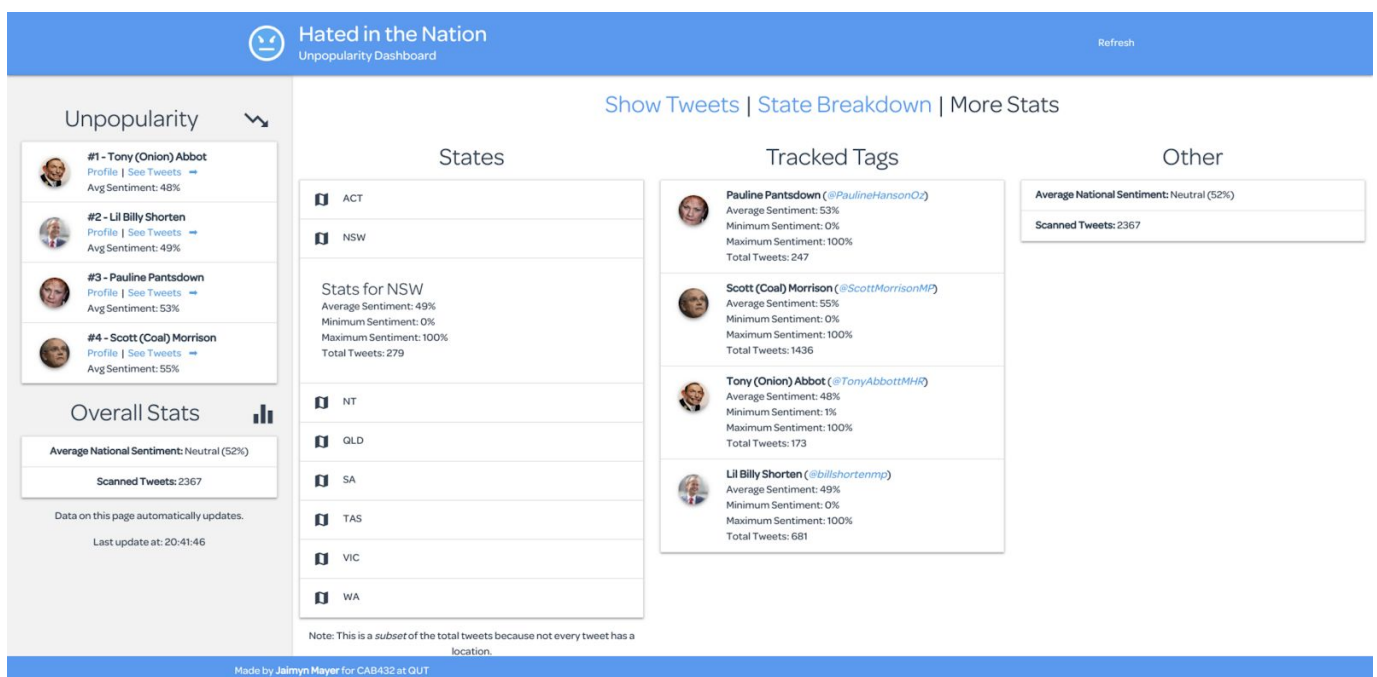 Hated in the Nation
Unpopularity Dashboard
Refresh
Unpopularity
#1 - Tony (Onion) Abbot
Profile | See Tweets ➡
Avg Sentiment: 48%
#2 - Lil Billy Shorten
Profile | See Tweets ➡
Avg Sentiment: 49%
#3 - Pauline Pantsdown
Profile | See Tweets ➡
Avg Sentiment: 53%
#4 - Scott (Coal) Morrison
Profile | See Tweets ➡
Avg Sentiment: 55%
Overall Stats
Average National Sentiment: Neutral (52%)
Scanned Tweets: 2367
Data on this page automatically updates.
Last update at: 20:41:46
Show Tweets | State Breakdown | More Stats
States
ACT
NSW
Stats for NSW
Average Sentiment: 49%
Minimum Sentiment: 0%
Maximum Sentiment: 100%
Total Tweets: 279
NT
QLD
SA
TAS
VIC
WA
Note: This is a subset of the total tweets because not every tweet has a
location.
Tracked Tags
Pauline Pantsdown (@PaulineHansonOz)
Average Sentiment: 53%
Minimum Sentiment: 0%
Maximum Sentiment: 100%
Total Tweets: 247
Scott (Coal) Morrison (@ScottMorrisonMP)
Average Sentiment: 55%
Minimum Sentiment: 0%
Maximum Sentiment: 100%
Total Tweets: 1436
Tony (Onion) Abbot (@TonyAbbottMHR)
Average Sentiment: 48%
Minimum Sentiment: 1%
Maximum Sentiment: 100%
Total Tweets: 173
Lil Billy Shorten (@billshortenmp)
Average Sentiment: 49%
Minimum Sentiment: 0%
Maximum Sentiment: 100%
Total Tweets: 681
Other
Average National Sentiment: Neutral (52%)
Scanned Tweets: 2367
Made by Jaimyn Mayer for CAB432 at QUT